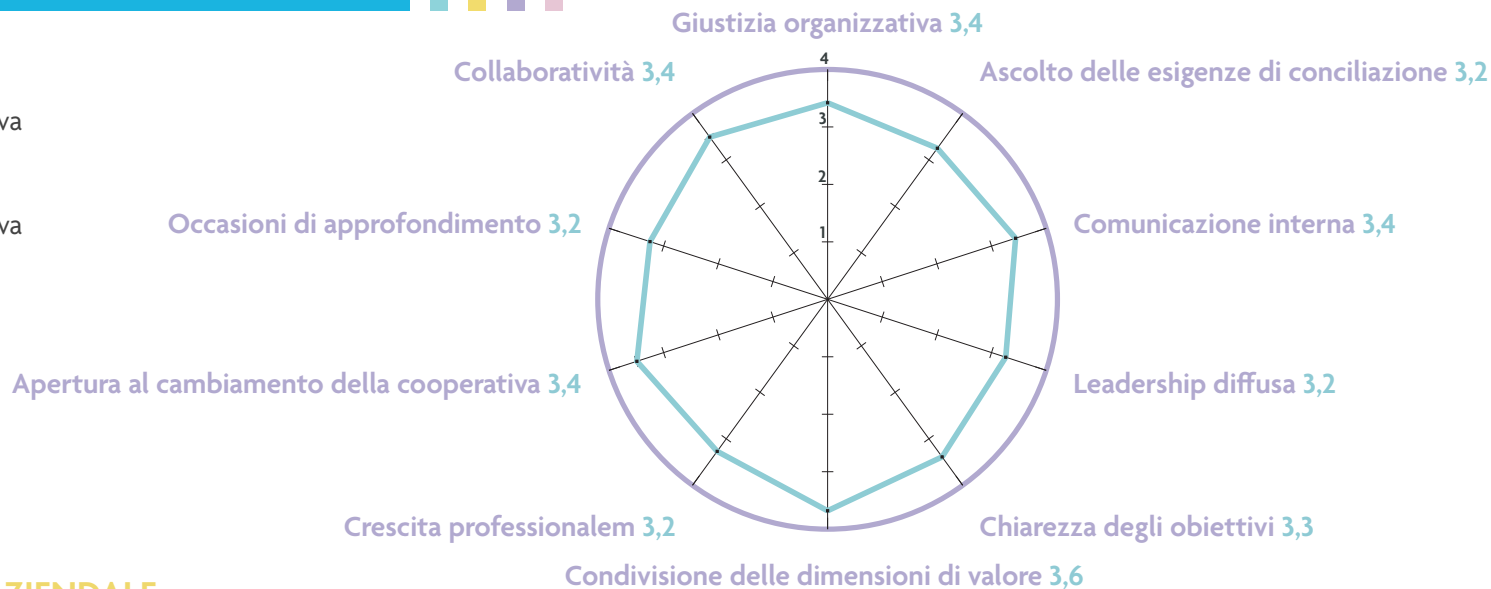 Giustizia organizzativa 3,4
Collaboratività 3,4
4
Ascolto delle esigenze di conciliazione 3,2
va
3
2
va
Occasioni di approfondimento 3,2
1
Comunicazione interna 3,4
Apertura al cambiamento della cooperativa 3,4
Leadership diffusa 3,2
Crescita professionalem 3,2
Chiarezza degli obiettivi 3,3
Condivisione delle dimensioni di valore 3,6
ZIENDALE